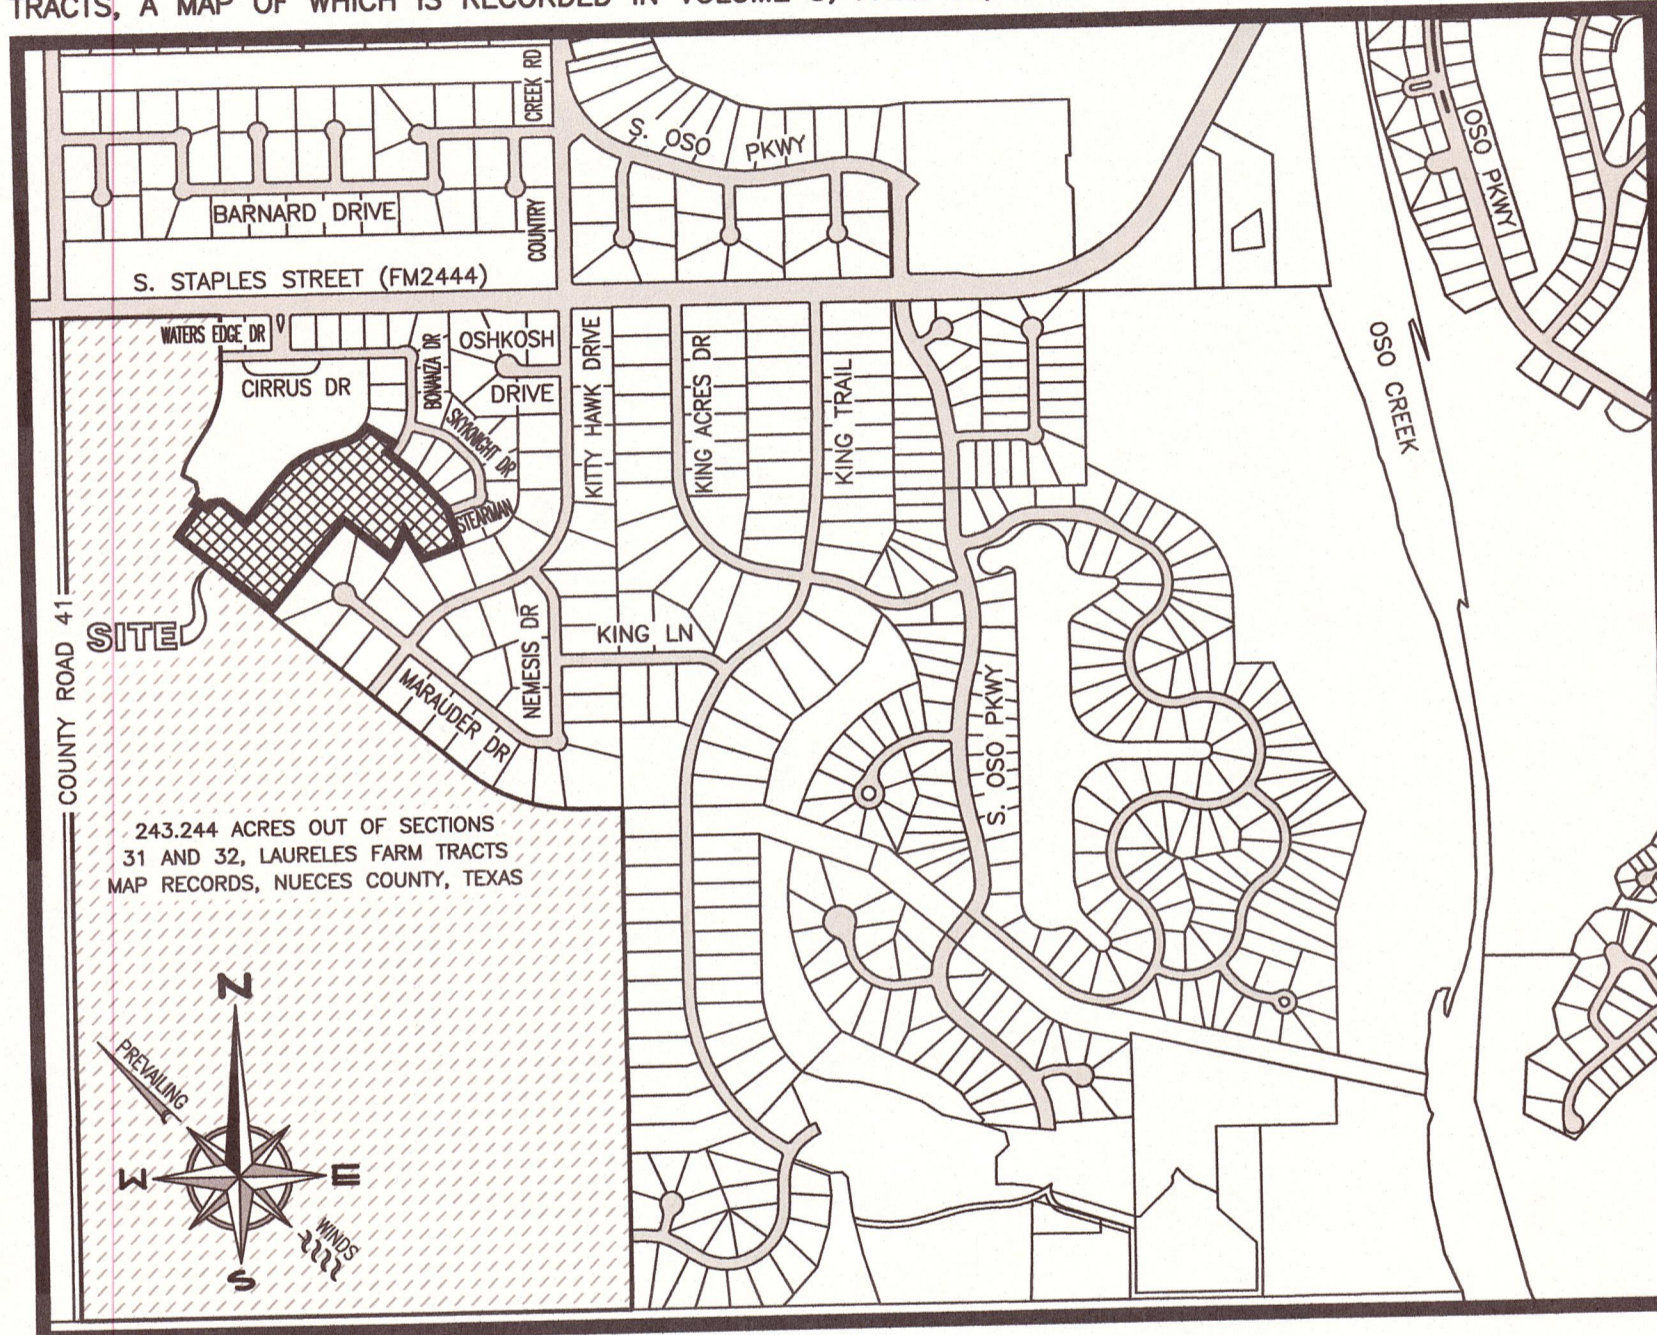 TRACTS, A MAP OF WHICH IS RECORDED IN VOLUME
CREEK RD
COUNTRY
S. OSO PKWY
OSO PKWY
BARNARD DRIVE
S. STAPLES STREET (FM2444)
WATERS EDGE DR
CIRRUS DR
BONANZA DR
OSHKOSH
DRIVE
SKYKNIGHT DR
STEARMAN
KITTY HAWK DRIVE
KING ACRES DR
KING TRAIL
OSO CREEK
COUNTY ROAD 41
SITE
KING LN
NEMESIS DR
MARAUDER DR
S. OSO PKWY
243.244 ACRES OUT OF SECTIONS
31 AND 32, LAURELES FARM TRACTS
MAP RECORDS, NUECES COUNTY, TEXAS
N
PREVAILING
W
E
WINDS
S